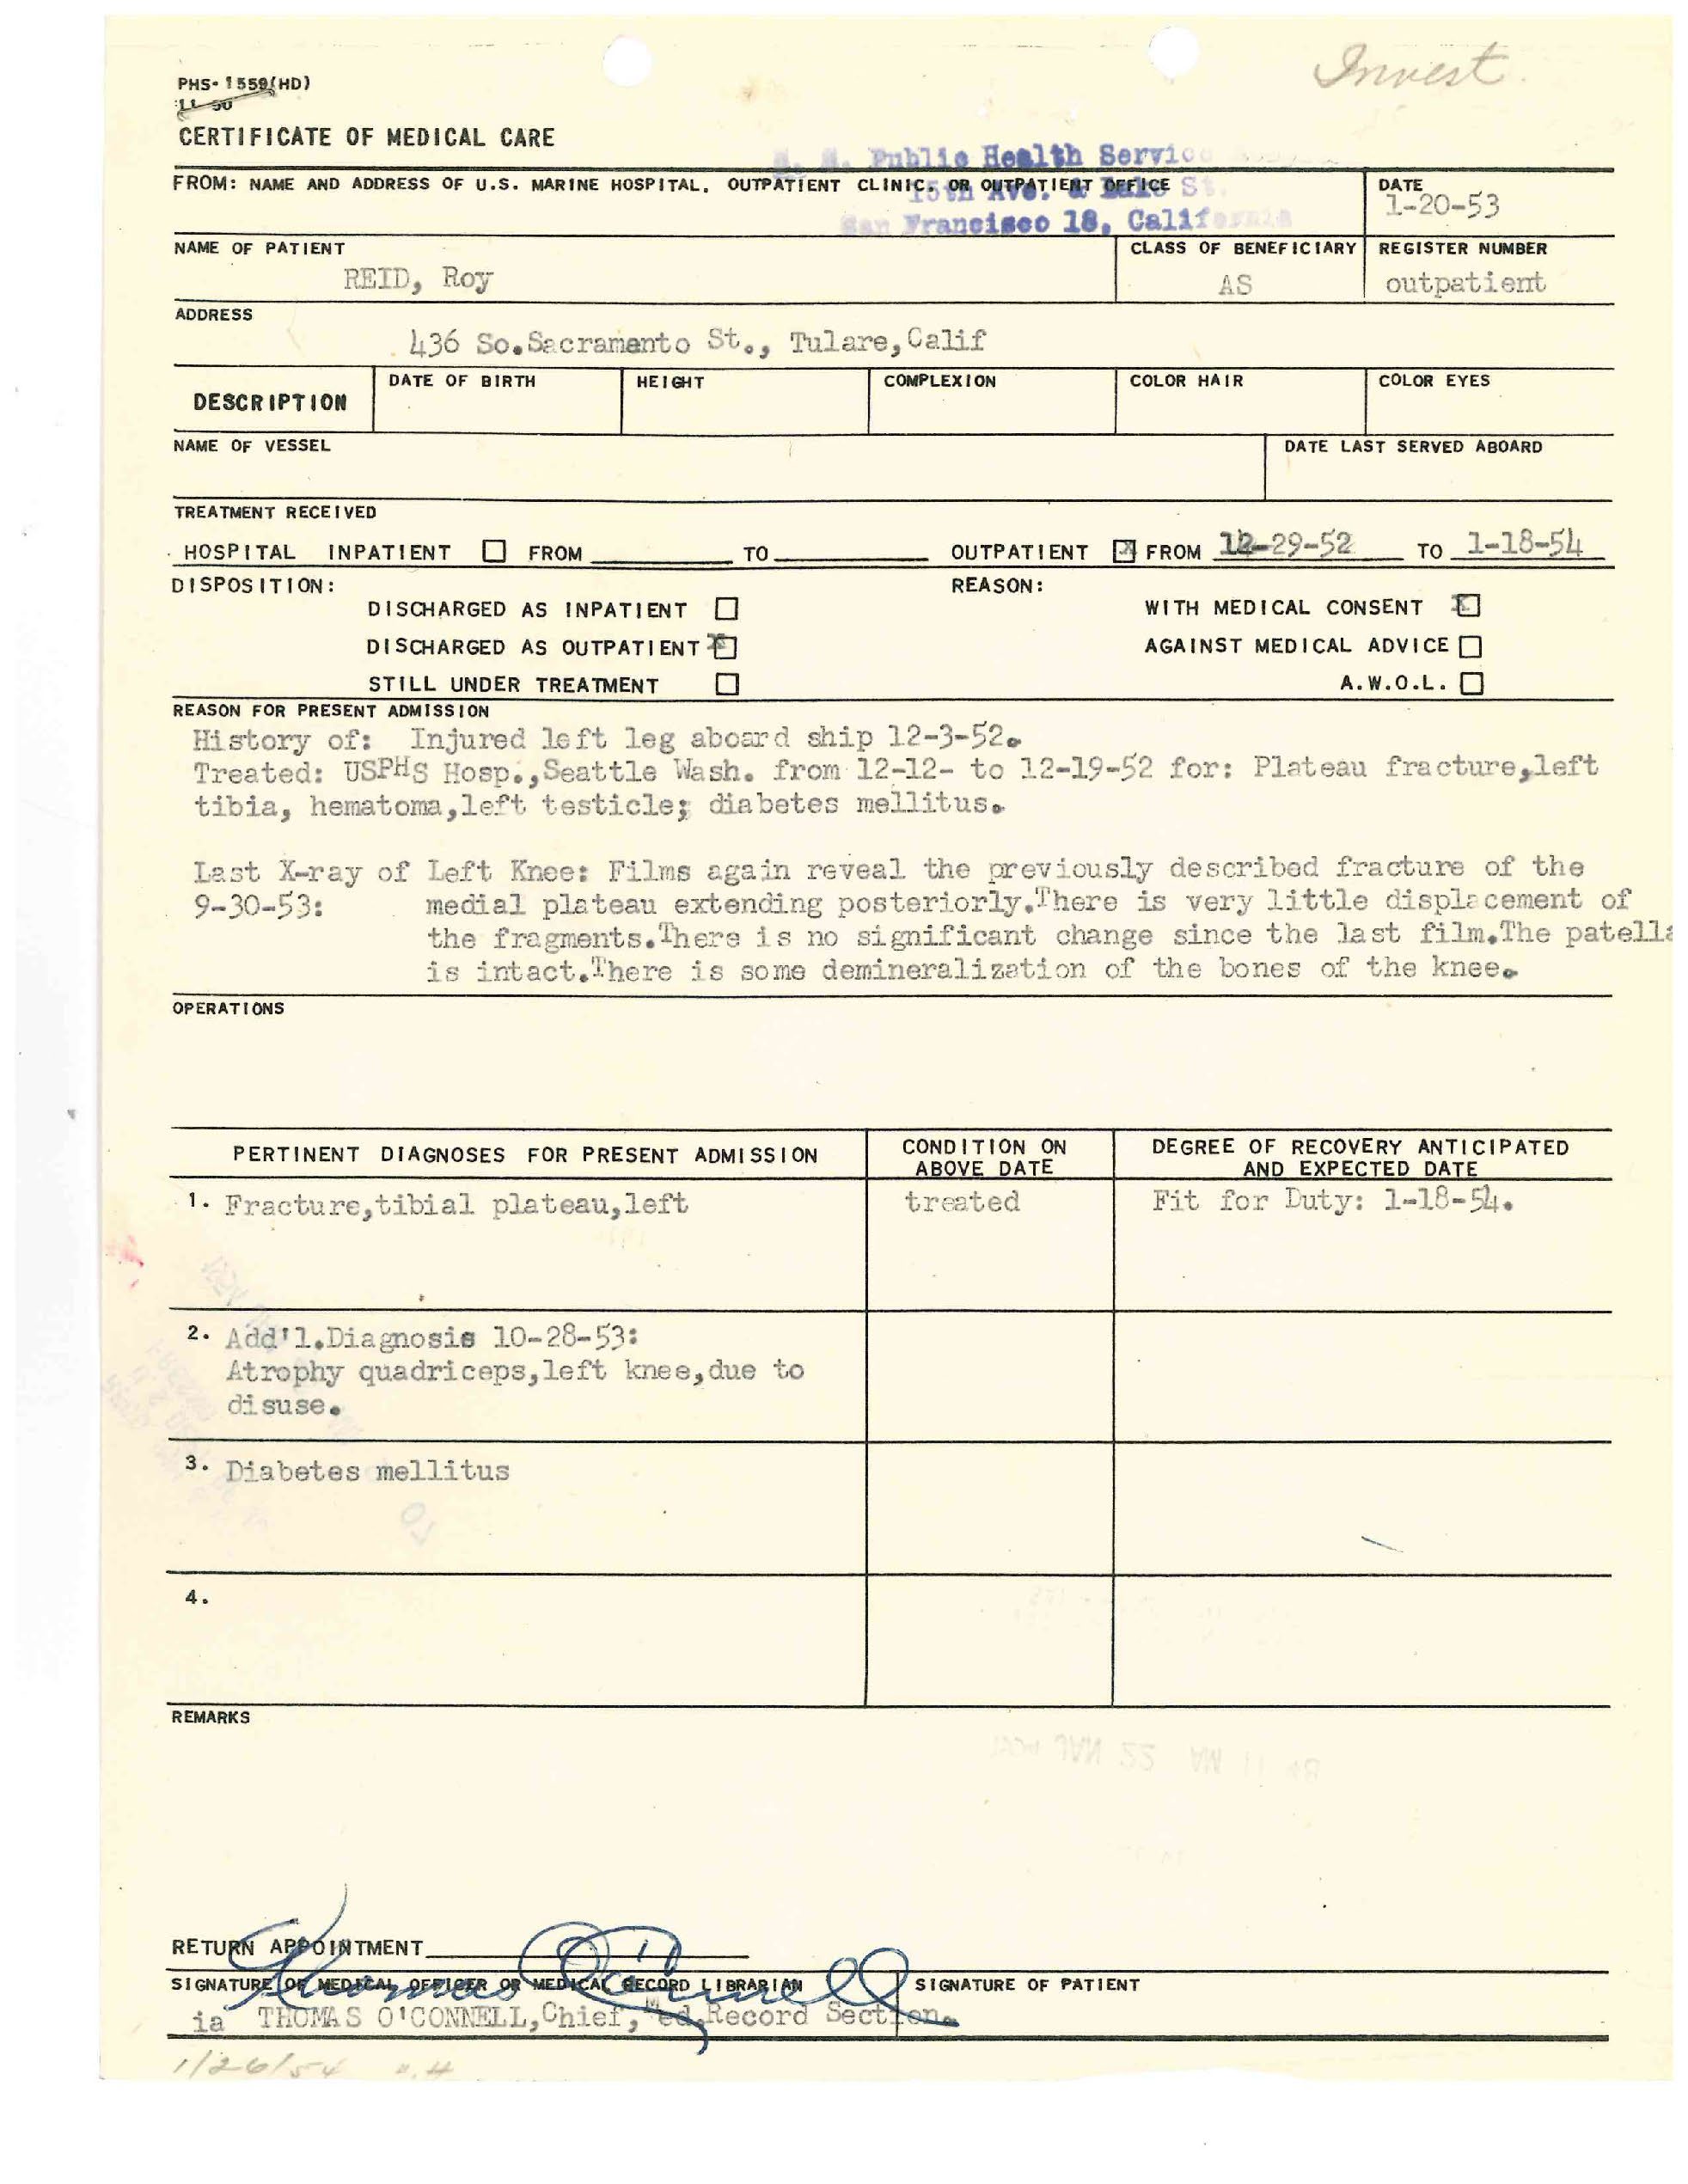 Invest.
PHS-1559(HD)
11-50
CERTIFICATE OF MEDICAL CARE
Public Health Service
FROM: NAME AND ADDRESS OF U.S. MARINE HOSPITAL, OUTPATIENT CLINIC, OR OUTPATIENT OFFICE
15th Ave. & Lake St.
San Francisco 18, California
DATE
1-20-53
NAME OF PATIENT
REID, Roy
CLASS OF BENEFICIARY
AS
REGISTER NUMBER
outpatient
ADDRESS
436 So.Sacramento St., Tulare,Calif
DESCRIPTION
DATE OF BIRTH
HEIGHT
COMPLEXION
COLOR HAIR
COLOR EYES
NAME OF VESSEL
DATE LAST SERVED ABOARD
TREATMENT RECEIVED
HOSPITAL INPATIENT ☐ FROM TO OUTPATIENT ☒ FROM 12-29-52 TO 1-18-54
DISPOSITION: REASON:
DISCHARGED AS INPATIENT ☐ WITH MEDICAL CONSENT ☒
DISCHARGED AS OUTPATIENT ☒ AGAINST MEDICAL ADVICE ☐
STILL UNDER TREATMENT ☐ A.W.O.L. ☐
REASON FOR PRESENT ADMISSION
History of: Injured left leg aboard ship 12-3-52.
Treated: USPHS Hosp.,Seattle Wash. from 12-12- to 12-19-52 for: Plateau fracture,left
tibia, hematoma,left testicle; diabetes mellitus.
Last X-ray of Left Knee: Films again reveal the previously described fracture of the
9-30-53: medial plateau extending posteriorly.There is very little displacement of
the fragments.There is no significant change since the last film.The patella
is intact.There is some demineralization of the bones of the knee.
OPERATIONS
PERTINENT DIAGNOSES FOR PRESENT ADMISSION
CONDITION ON
ABOVE DATE
DEGREE OF RECOVERY ANTICIPATED
AND EXPECTED DATE
1. Fracture,tibial plateau,left treated Fit for Duty: 1-18-54.
2. Add'l.Diagnosis 10-28-53:
Atrophy quadriceps,left knee,due to
disuse.
3. Diabetes mellitus
4.
REMARKS
RETURN APPOINTMENT
SIGNATURE OF MEDICAL OFFICER OR MEDICAL RECORD LIBRARIAN
SIGNATURE OF PATIENT
Thomas O'Connell
ia THOMAS O'CONNELL,Chief, Med.Record Section.
1/26/54